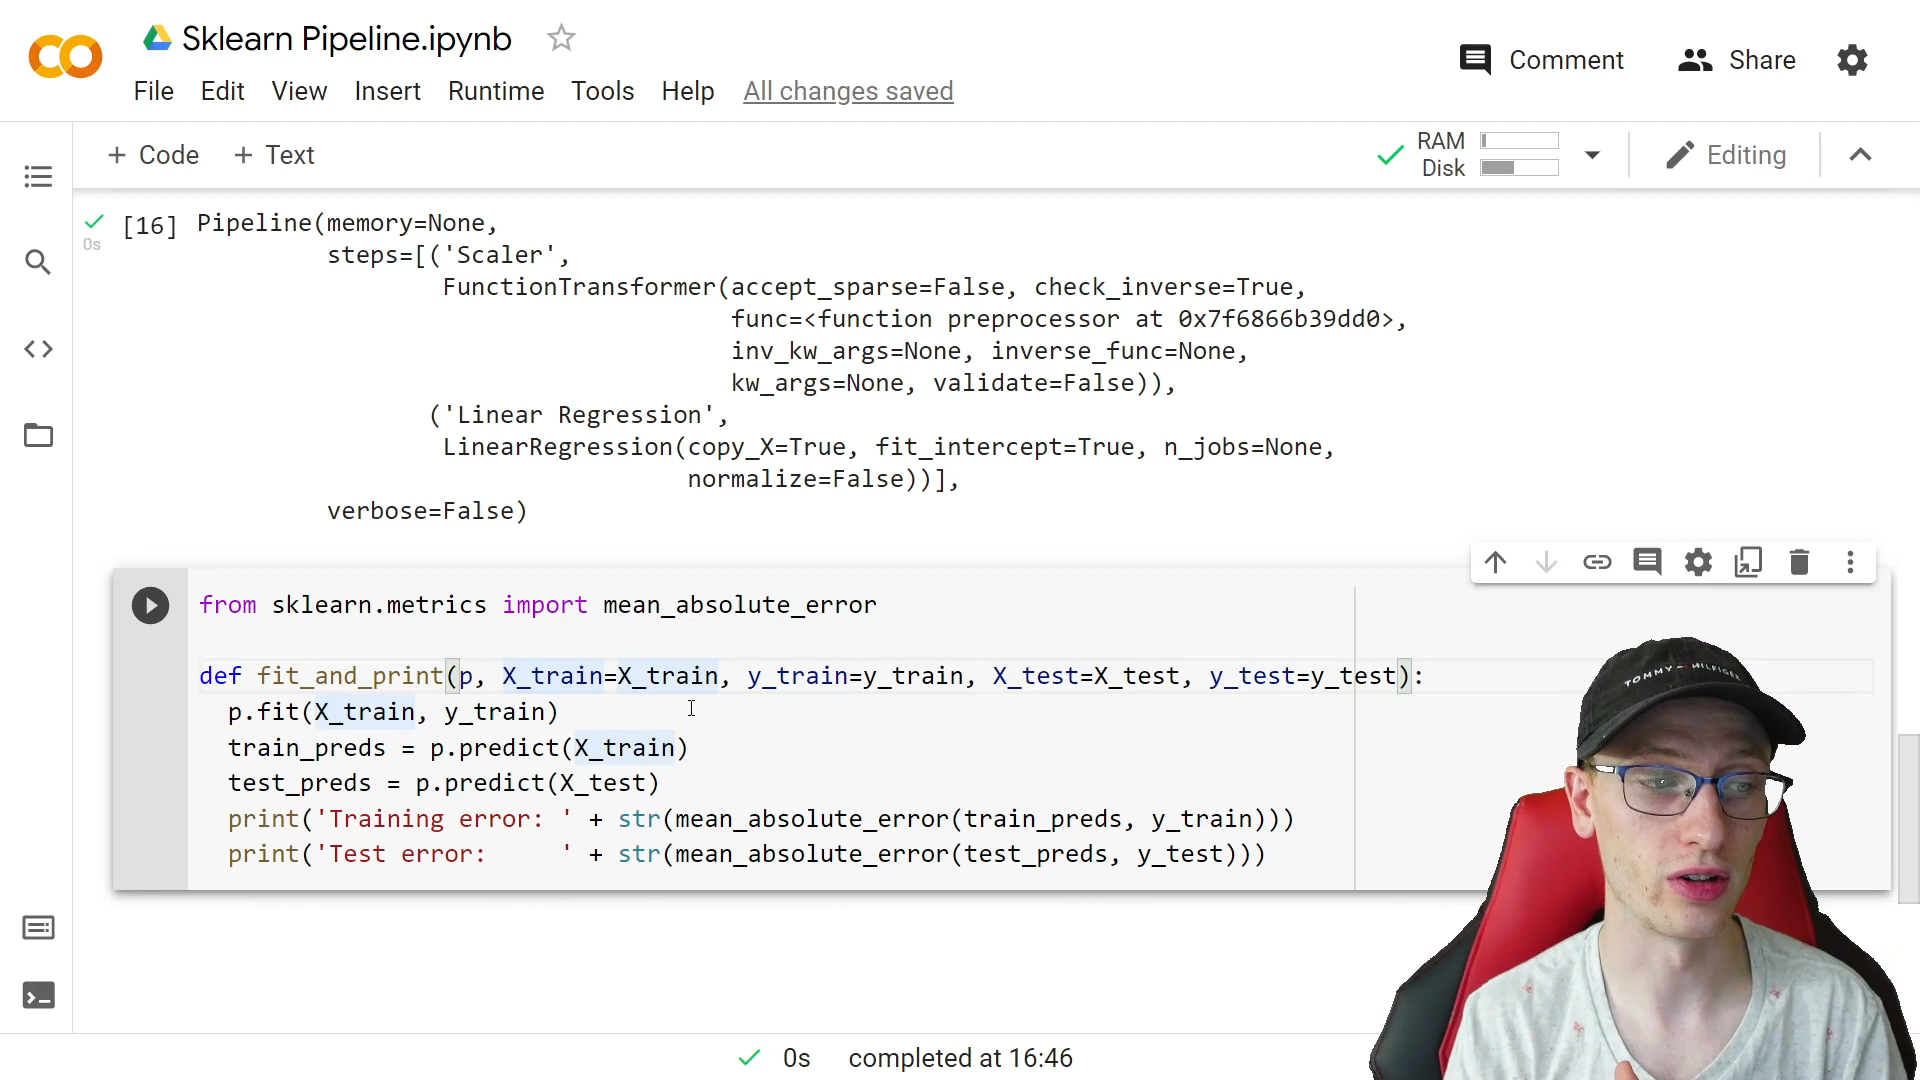 Sklearn Pipeline.ipynb
Comment
Share
File Edit View Insert Runtime Tools Help All changes saved
+ Code + Text
RAM
Disk
Editing
0s
[16] Pipeline(memory=None,
steps=[('Scaler',
FunctionTransformer(accept_sparse=False, check_inverse=True,
func=<function preprocessor at 0x7f6866b39dd0>,
inv_kw_args=None, inverse_func=None,
kw_args=None, validate=False)),
('Linear Regression',
LinearRegression(copy_X=True, fit_intercept=True, n_jobs=None,
normalize=False))],
verbose=False)
from sklearn.metrics import mean_absolute_error
def fit_and_print(p, X_train=X_train, y_train=y_train, X_test=X_test, y_test=y_test):
p.fit(X_train, y_train)
train_preds = p.predict(X_train)
test_preds = p.predict(X_test)
print('Training error: ' + str(mean_absolute_error(train_preds, y_train)))
print('Test error:     ' + str(mean_absolute_error(test_preds, y_test)))
TOMMY HILFIGER
0s completed at 16:46